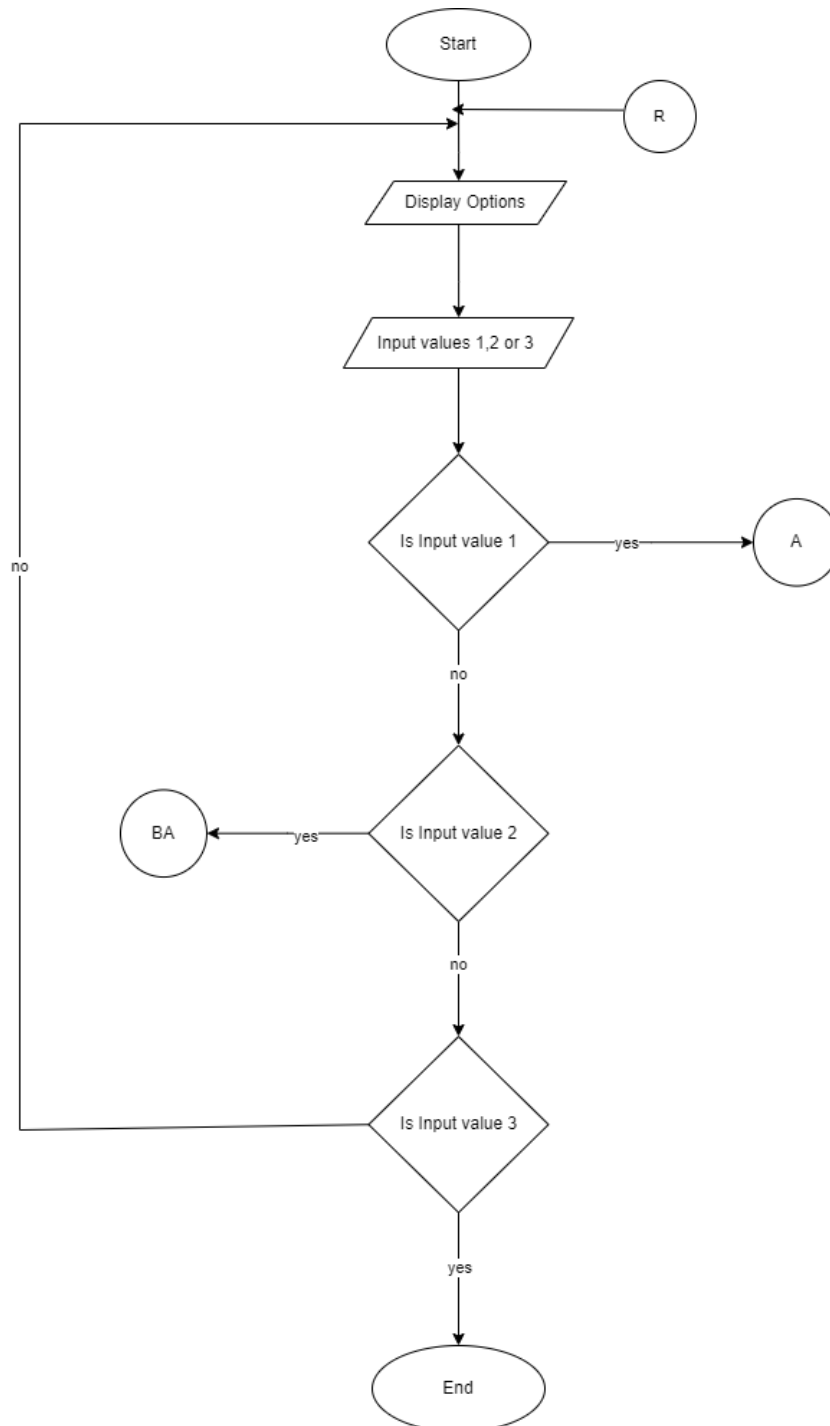 Start
R
Display Options
Input values 1,2 or 3
Is Input value 1
yes
A
no
no
Is Input value 2
yes
BA
no
Is Input value 3
yes
End